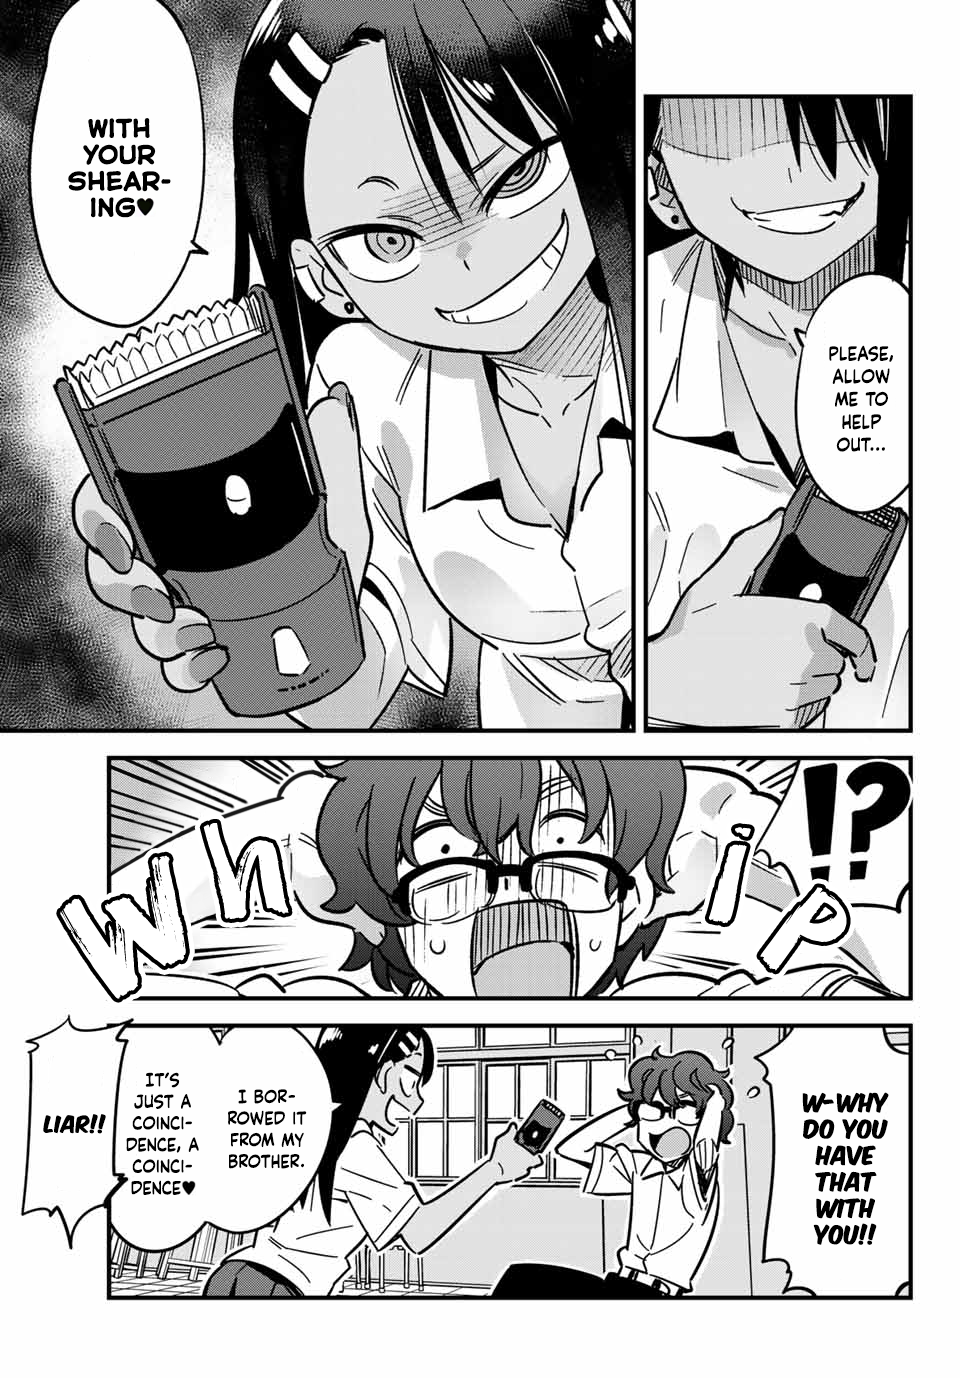 PLEASE,
ALLOW
ME TO
HELP
OUT...
WITH
YOUR
SHEAR-
ING♥
!?
Whip
W-WHY
DO YOU
HAVE
THAT
WITH
YOU!!
I BOR-
ROWED IT
FROM MY
BROTHER.
IT'S
JUST A
COINCI-
DENCE, A
COINCI-
DENCE♥
LIAR!!